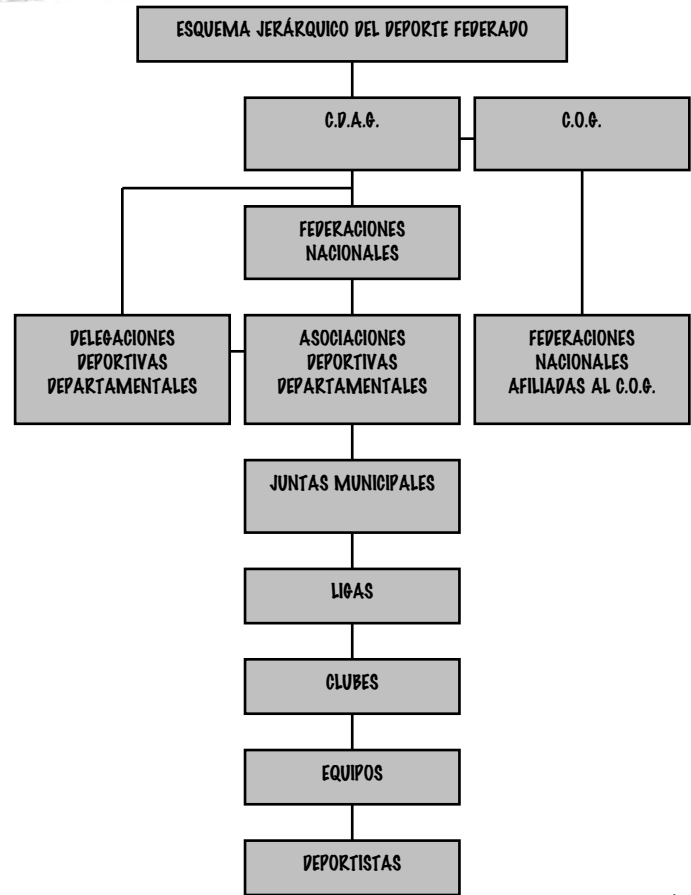 ESQUEMA JERÁRQUICO DEL DEPORTE FEDERADO
C.D.A.G.
C.O.G.
FEDERACIONES
NACIONALES
DELEGACIONES
DEPORTIVAS
DEPARTAMENTALES
ASOCIACIONES
DEPORTIVAS
DEPARTAMENTALES
FEDERACIONES
NACIONALES
AFILIADAS AL C.O.G.
JUNTAS MUNICIPALES
LIGAS
CLUBES
EQUIPOS
DEPORTISTAS